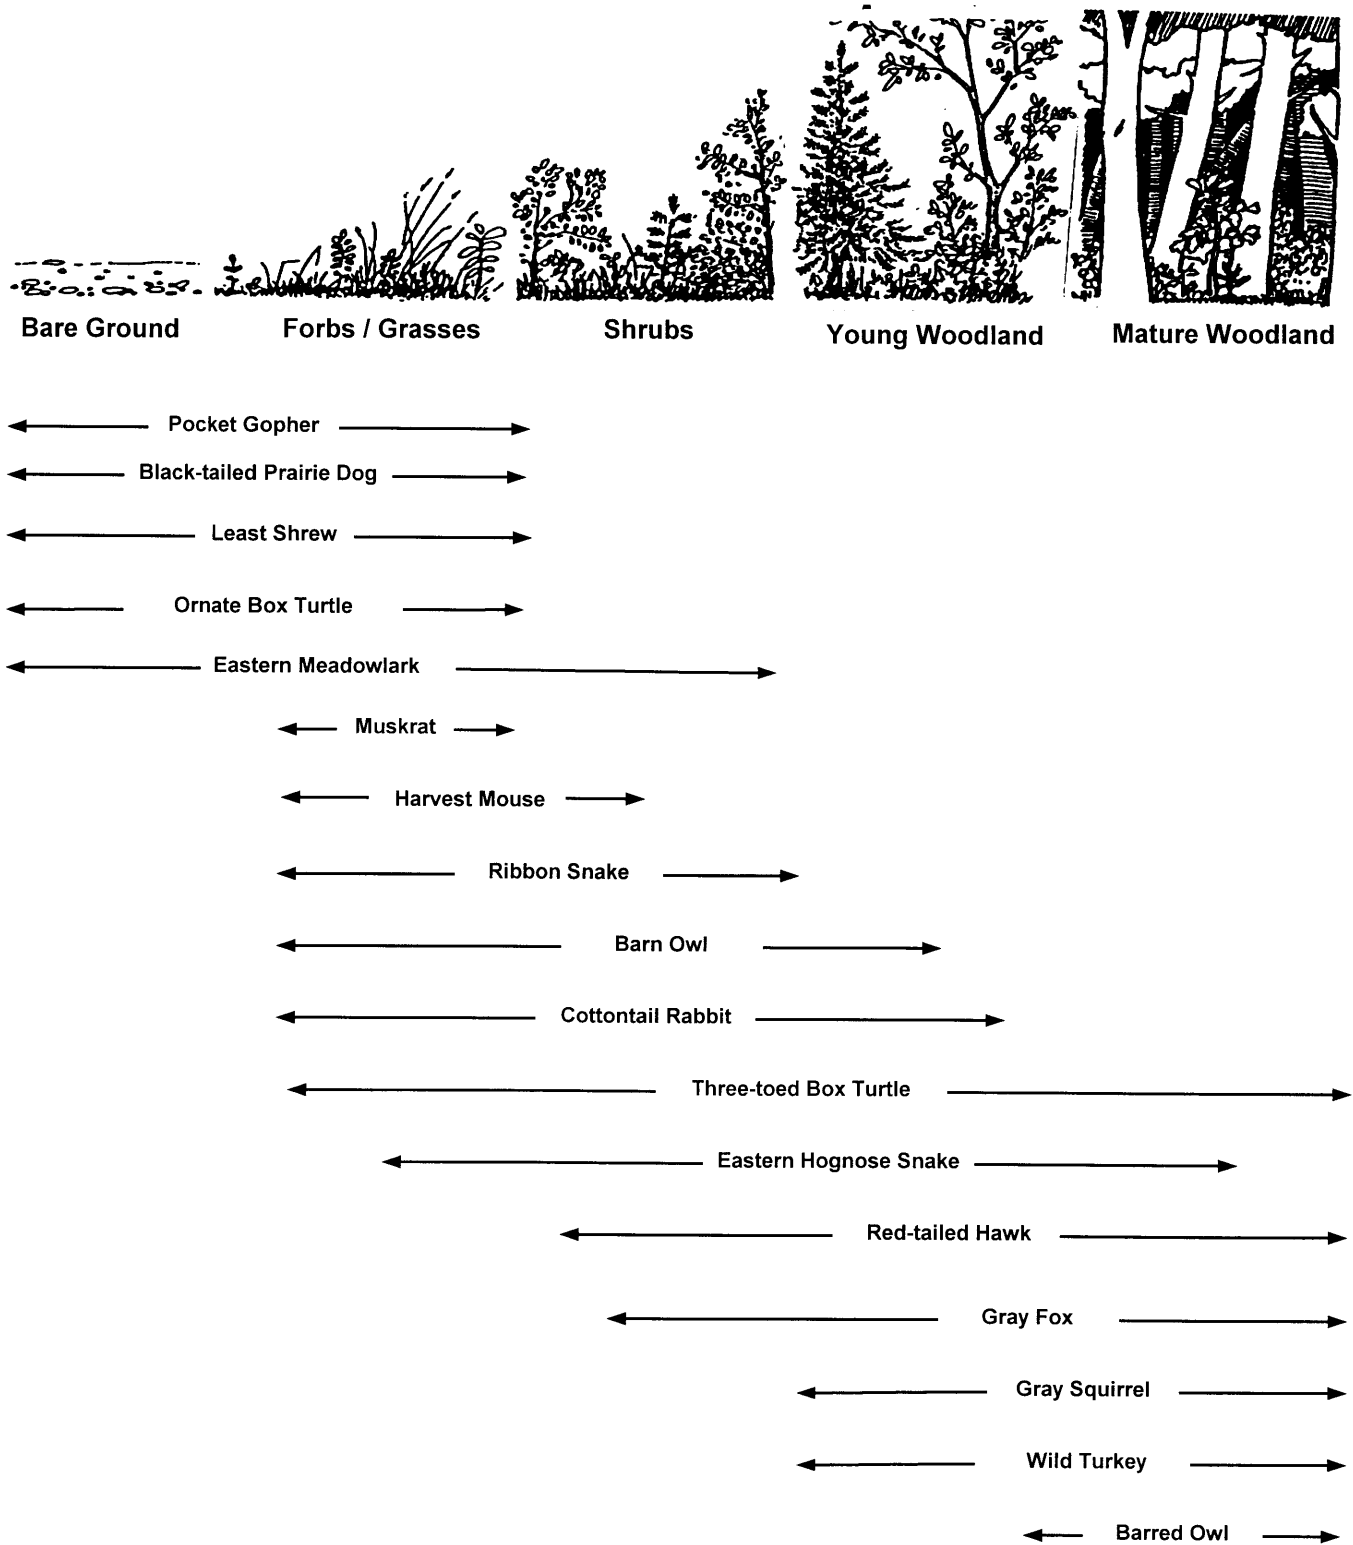 Bare Ground
Forbs / Grasses
Shrubs
Young Woodland
Mature Woodland
Pocket Gopher
Black-tailed Prairie Dog
Least Shrew
Ornate Box Turtle
Eastern Meadowlark
Muskrat
Harvest Mouse
Ribbon Snake
Barn Owl
Cottontail Rabbit
Three-toed Box Turtle
Eastern Hognose Snake
Red-tailed Hawk
Gray Fox
Gray Squirrel
Wild Turkey
Barred Owl